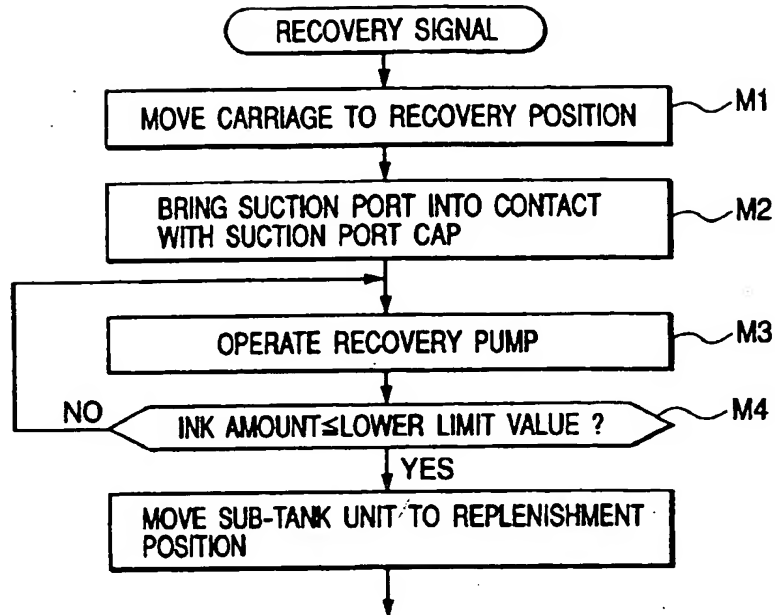 RECOVERY SIGNAL
MOVE CARRIAGE TO RECOVERY POSITION
M1
BRING SUCTION PORT INTO CONTACT
WITH SUCTION PORT CAP
M2
OPERATE RECOVERY PUMP
M3
NO
INK AMOUNT≦LOWER LIMIT VALUE ?
M4
YES
MOVE SUB-TANK UNIT TO REPLENISHMENT
POSITION